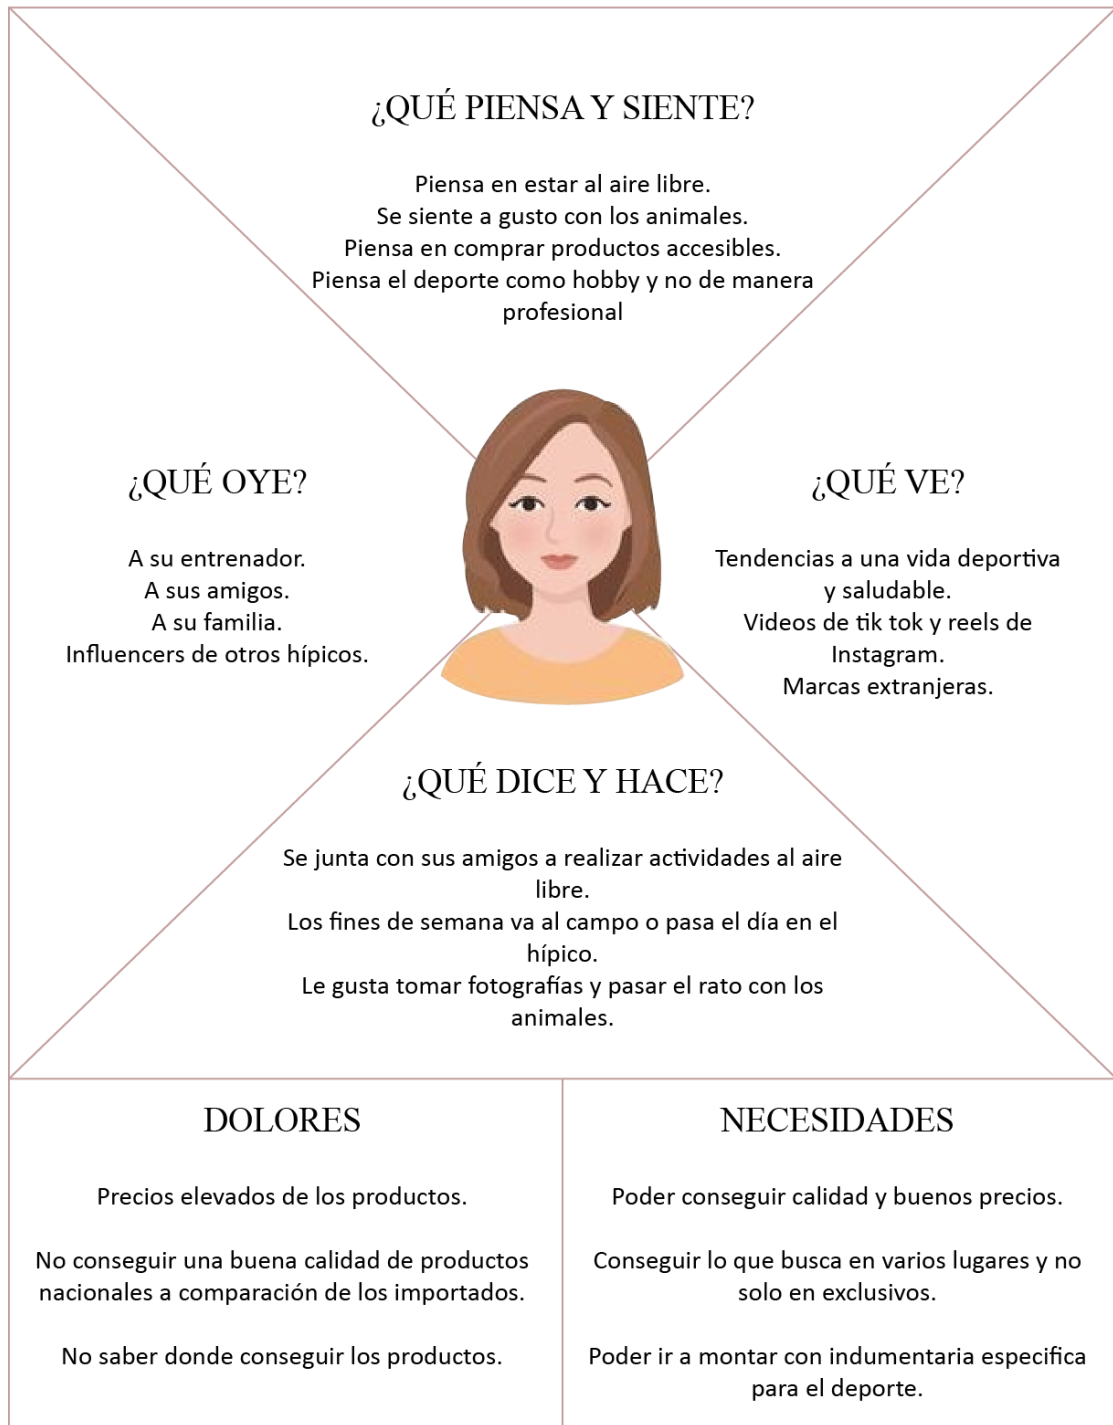 ¿QUÉ PIENSA Y SIENTE?
Piensa en estar al aire libre.
Se siente a gusto con los animales.
Piensa en comprar productos accesibles.
Piensa el deporte como hobby y no de manera
profesional
¿QUÉ OYE?
A su entrenador.
A sus amigos.
A su familia.
Influencers de otros hípicos.
¿QUÉ VE?
Tendencias a una vida deportiva
y saludable.
Videos de tik tok y reels de
Instagram.
Marcas extranjeras.
¿QUÉ DICE Y HACE?
Se junta con sus amigos a realizar actividades al aire
libre.
Los fines de semana va al campo o pasa el día en el
hípico.
Le gusta tomar fotografías y pasar el rato con los
animales.
DOLORES
Precios elevados de los productos.
No conseguir una buena calidad de productos
nacionales a comparación de los importados.
No saber donde conseguir los productos.
NECESIDADES
Poder conseguir calidad y buenos precios.
Conseguir lo que busca en varios lugares y no
solo en exclusivos.
Poder ir a montar con indumentaria especifica
para el deporte.